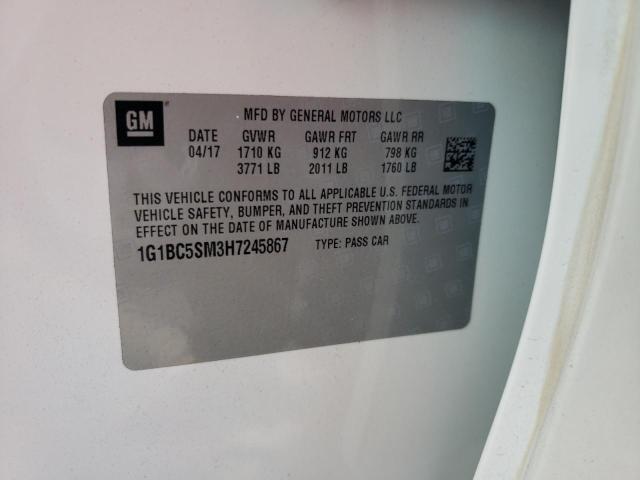 GM
MFD BY GENERAL MOTORS LLC
DATE GVWR GAWR FRT GAWR RR
04/17 1710 KG 912 KG 798 KG
3771 LB 2011 LB 1760 LB
THIS VEHICLE CONFORMS TO ALL APPLICABLE U.S. FEDERAL MOTOR
VEHICLE SAFETY, BUMPER, AND THEFT PREVENTION STANDARDS IN
EFFECT ON THE DATE OF MANUFACTURE SHOWN ABOVE.
1G1BC5SM3H7245867 TYPE: PASS CAR